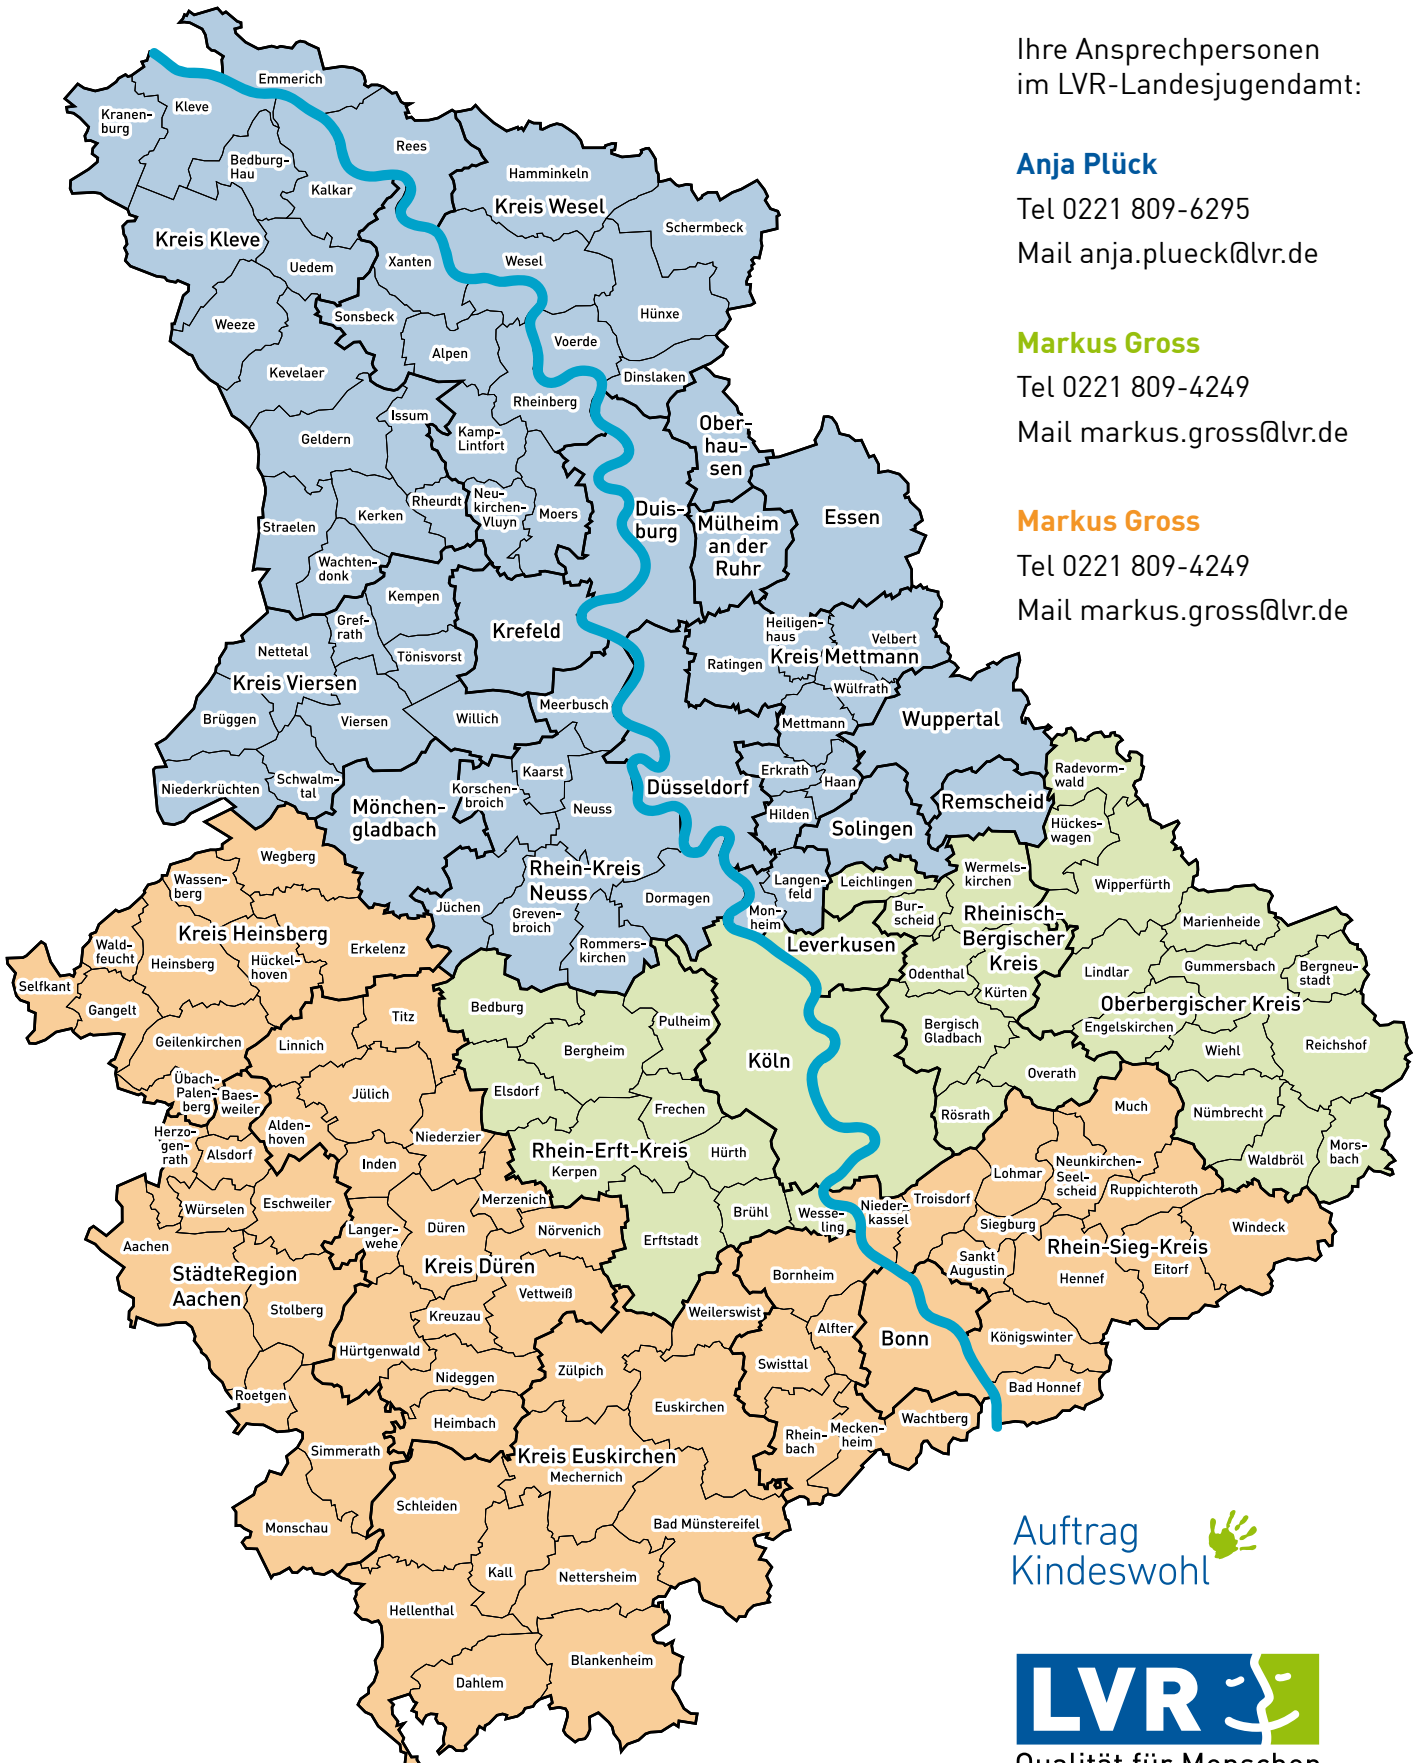 Ihre Ansprechpersonen
im LVR-Landesjugendamt:
Anja Plück
Tel 0221 809-6295
Mail anja.plueck@lvr.de
Markus Gross
Tel 0221 809-4249
Mail markus.gross@lvr.de
Markus Gross
Tel 0221 809-4249
Mail markus.gross@lvr.de
Emmerich
Kleve
Kranen-
burg
Rees
Bedburg-
Hau
Kalkar
Hamminkeln
Kreis Wesel
Schermbeck
Kreis Kleve
Uedem
Xanten
Wesel
Weeze
Sonsbeck
Hünxe
Voerde
Alpen
Kevelaer
Dinslaken
Rheinberg
Issum
Geldern
Kamp-
Lintfort
Ober-
hau-
sen
Straelen
Kerken
Rheurdt
Neu-
kirchen-
Vluyn
Moers
Duis-
burg
Mülheim
an der
Ruhr
Essen
Wachten-
donk
Kempen
Gref-
rath
Krefeld
Nettetal
Tönisvorst
Kreis Viersen
Heiligen-
haus
Velbert
Ratingen
Kreis Mettmann
Wülfrath
Brüggen
Viersen
Willich
Meerbusch
Mettmann
Wuppertal
Niederkrüchten
Schwalm-
tal
Mönchen-
gladbach
Korschen-
broich
Kaarst
Neuss
Düsseldorf
Erkrath
Haan
Hilden
Solingen
Remscheid
Radevorm-
wald
Hückes-
wagen
Wegberg
Wassen-
berg
Rhein-Kreis
Neuss
Jüchen
Greven-
broich
Dormagen
Rommers-
kirchen
Mon-
heim
Langen-
feld
Leichlingen
Bur-
scheid
Wermels-
kirchen
Wipperfürth
Kreis Heinsberg
Erkelenz
Wald-
feucht
Heinsberg
Hückel-
hoven
Selfkant
Gangelt
Leverkusen
Rheinisch-
Bergischer
Kreis
Odenthal
Kürten
Lindlar
Marienheide
Gummersbach
Bergneu-
stadt
Oberbergischer Kreis
Engelskirchen
Wiehl
Reichshof
Bedburg
Pulheim
Titz
Geilenkirchen
Linnich
Bergheim
Köln
Bergisch
Gladbach
Overath
Übach-
Palen-
berg
Baes-
weiler
Jülich
Elsdorf
Frechen
Rösrath
Much
Nümbrecht
Mors-
bach
Waldbröl
Herzo-
gen-
rath
Alsdorf
Alden-
hoven
Niederzier
Inden
Rhein-Erft-Kreis
Kerpen
Hürth
Lohmar
Neunkirchen-
Seel-
scheid
Ruppichteroth
Würselen
Eschweiler
Merzenich
Langer-
wehe
Düren
Nörvenich
Brühl
Wesse-
ling
Nieder-
kassel
Troisdorf
Siegburg
Windeck
Aachen
StädteRegion
Aachen
Stolberg
Kreis Düren
Erftstadt
Bornheim
Sankt
Augustin
Rhein-Sieg-Kreis
Hennef
Eitorf
Vettweiß
Kreuzau
Weilerswist
Alfter
Bonn
Königswinter
Hürtgenwald
Nideggen
Zülpich
Swisttal
Bad Honnef
Roetgen
Heimbach
Euskirchen
Rhein-
bach
Mecken-
heim
Wachtberg
Simmerath
Kreis Euskirchen
Mechernich
Schleiden
Monschau
Bad Münstereifel
Kall
Nettersheim
Hellenthal
Blankenheim
Dahlem
Auftrag
Kindeswohl
LVR
Qualität für Menschen